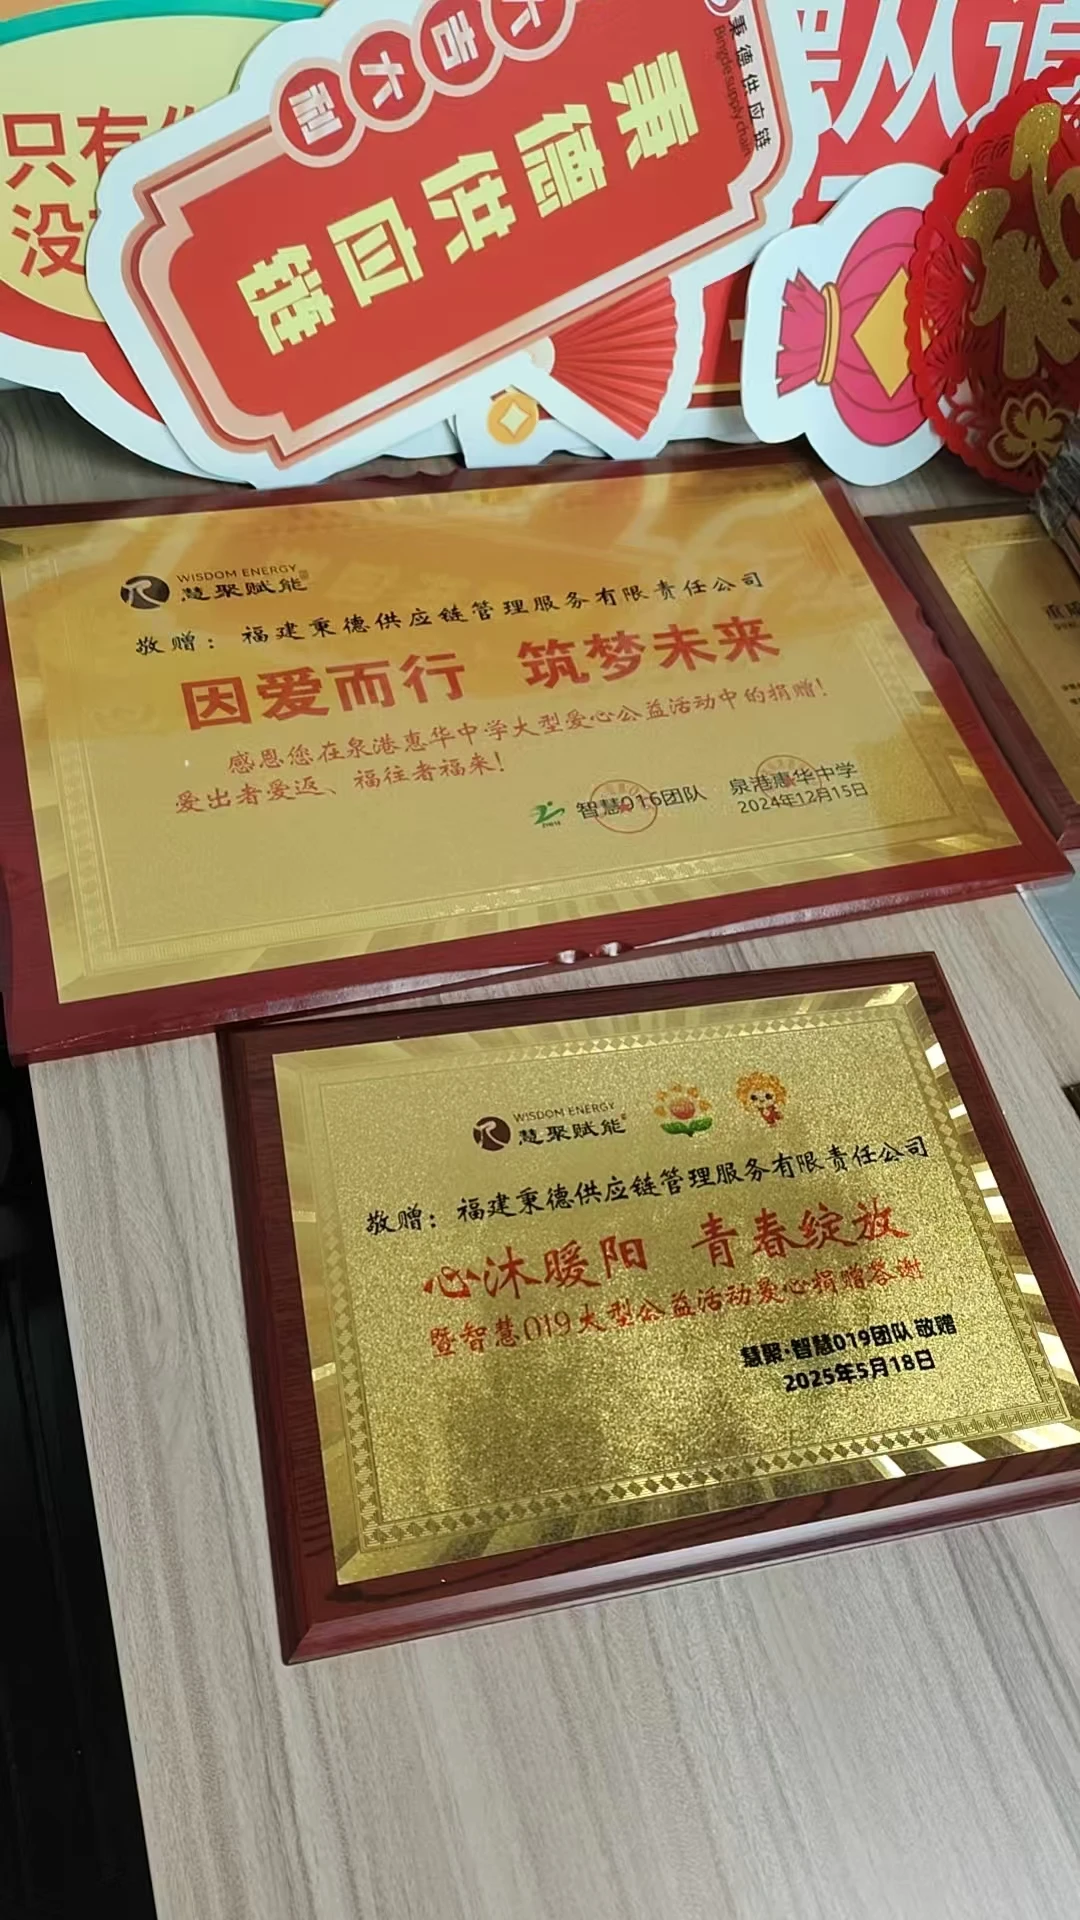 只有
没
大吉大利
秉德供应链
秉德供应链
Bingde supply chain
从
WISDOM ENERGY
慧聚赋能
敬赠：福建秉德供应链管理服务有限责任公司
因爱而行 筑梦未来
感恩您在泉港惠华中学大型爱心公益活动中的捐赠！
爱出者爱返、福往者福来！
智慧016团队 泉港惠华中学
2024年12月15日
WISDOM ENERGY
慧聚赋能
敬赠：福建秉德供应链管理服务有限责任公司
心沐暖阳 青春绽放
暨智慧019大型公益活动爱心捐赠答谢
慧聚·智慧019团队 敬赠
2025年5月18日